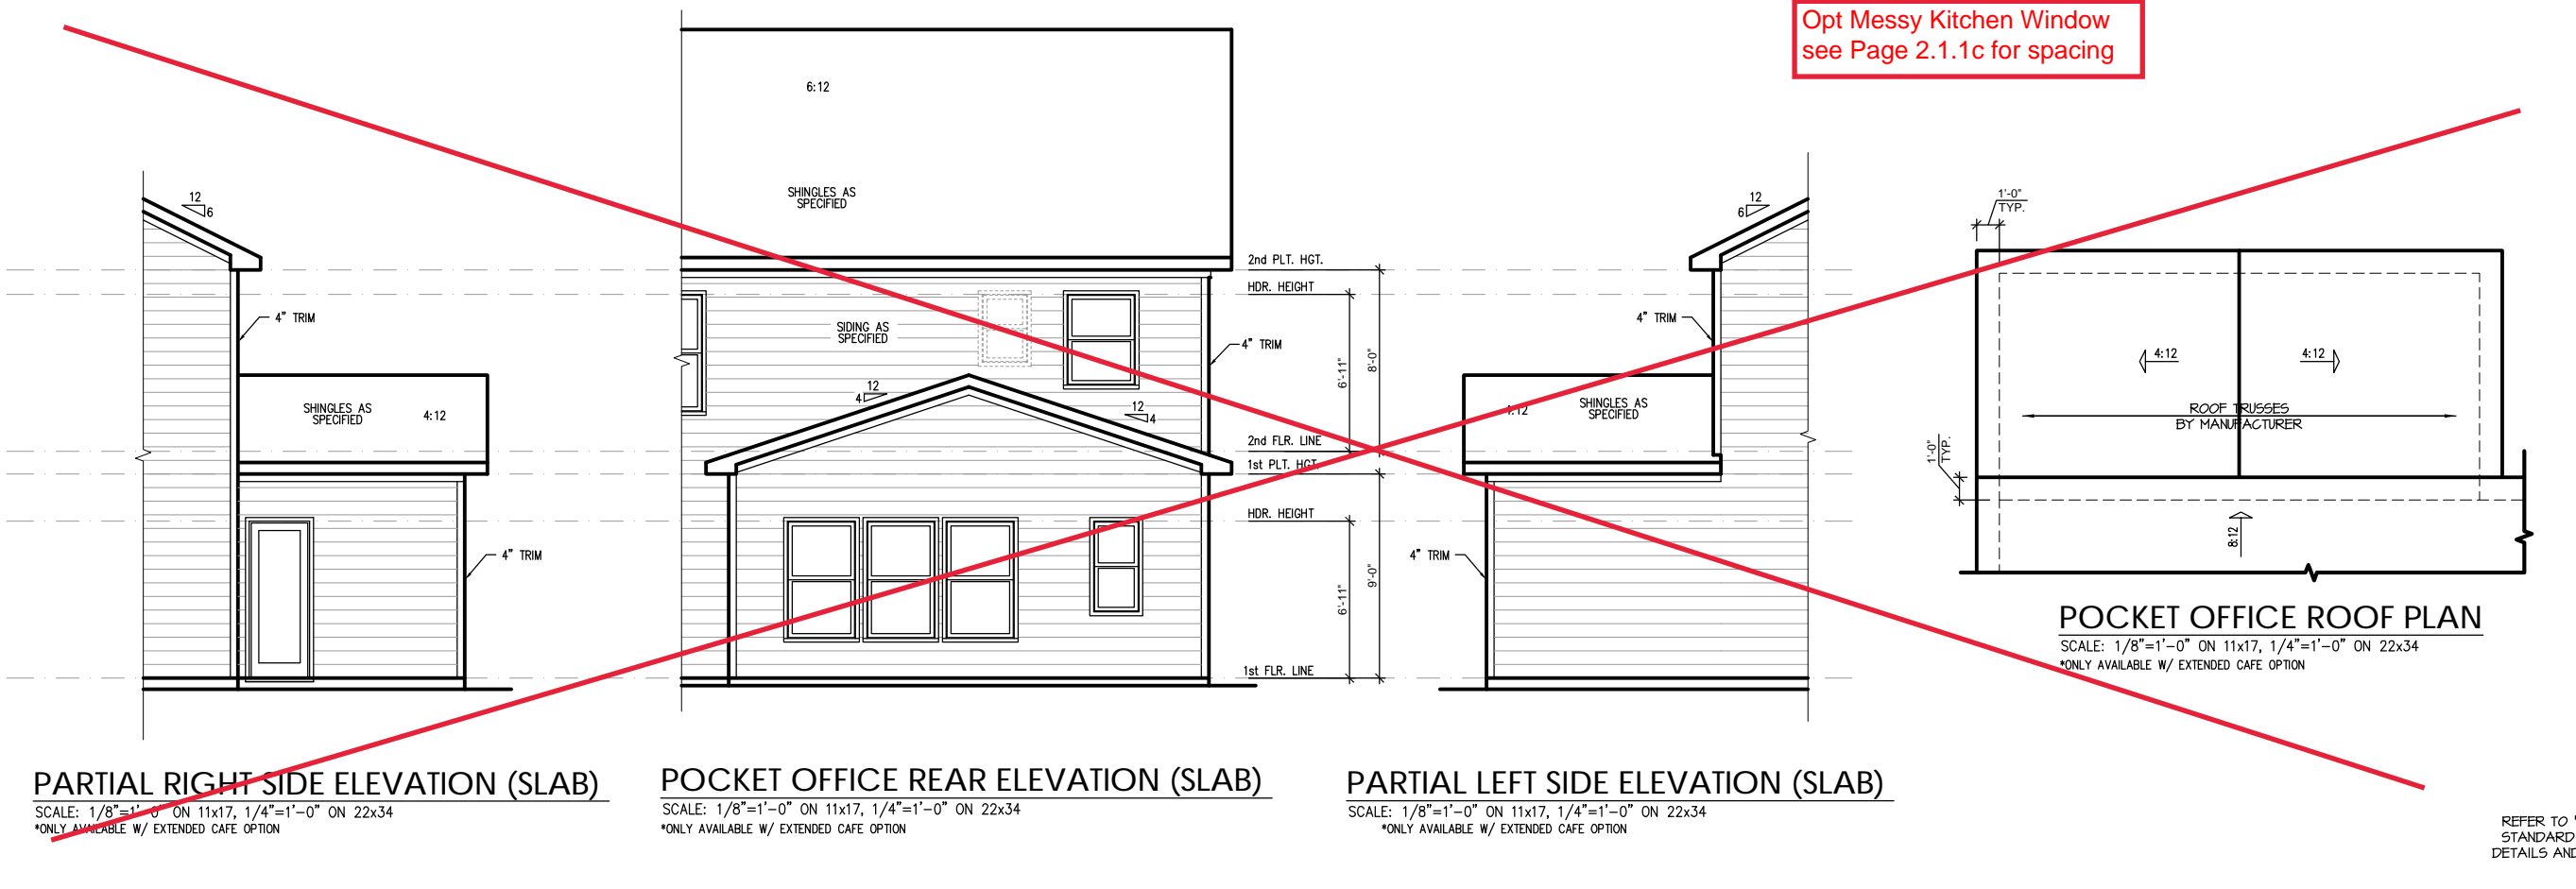 Opt Messy Kitchen Window
see Page 2.1.1c for spacing
12
6
4" TRIM
SHINGLES AS
SPECIFIED
4:12
4" TRIM
PARTIAL RIGHT SIDE ELEVATION (SLAB)
SCALE: 1/8"=1'-0" ON 11x17, 1/4"=1'-0" ON 22x34
*ONLY AVAILABLE W/ EXTENDED CAFE OPTION
6:12
SHINGLES AS
SPECIFIED
SIDING AS
SPECIFIED
4" TRIM
12
4
12
4
2nd PLT. HGT.
HDR. HEIGHT
6'-11"
8'-0"
2nd FLR. LINE
1st PLT. HGT.
HDR. HEIGHT
6'-11"
9'-0"
1st FLR. LINE
POCKET OFFICE REAR ELEVATION (SLAB)
SCALE: 1/8"=1'-0" ON 11x17, 1/4"=1'-0" ON 22x34
*ONLY AVAILABLE W/ EXTENDED CAFE OPTION
12
6
4" TRIM
4:12
SHINGLES AS
SPECIFIED
4" TRIM
PARTIAL LEFT SIDE ELEVATION (SLAB)
SCALE: 1/8"=1'-0" ON 11x17, 1/4"=1'-0" ON 22x34
*ONLY AVAILABLE W/ EXTENDED CAFE OPTION
1'-0"
TYP.
4:12
4:12
ROOF TRUSSES
BY MANUFACTURER
1'-0"
TYP.
8:12
POCKET OFFICE ROOF PLAN
SCALE: 1/8"=1'-0" ON 11x17, 1/4"=1'-0" ON 22x34
*ONLY AVAILABLE W/ EXTENDED CAFE OPTION
REFER TO "
STANDARD
DETAILS AND